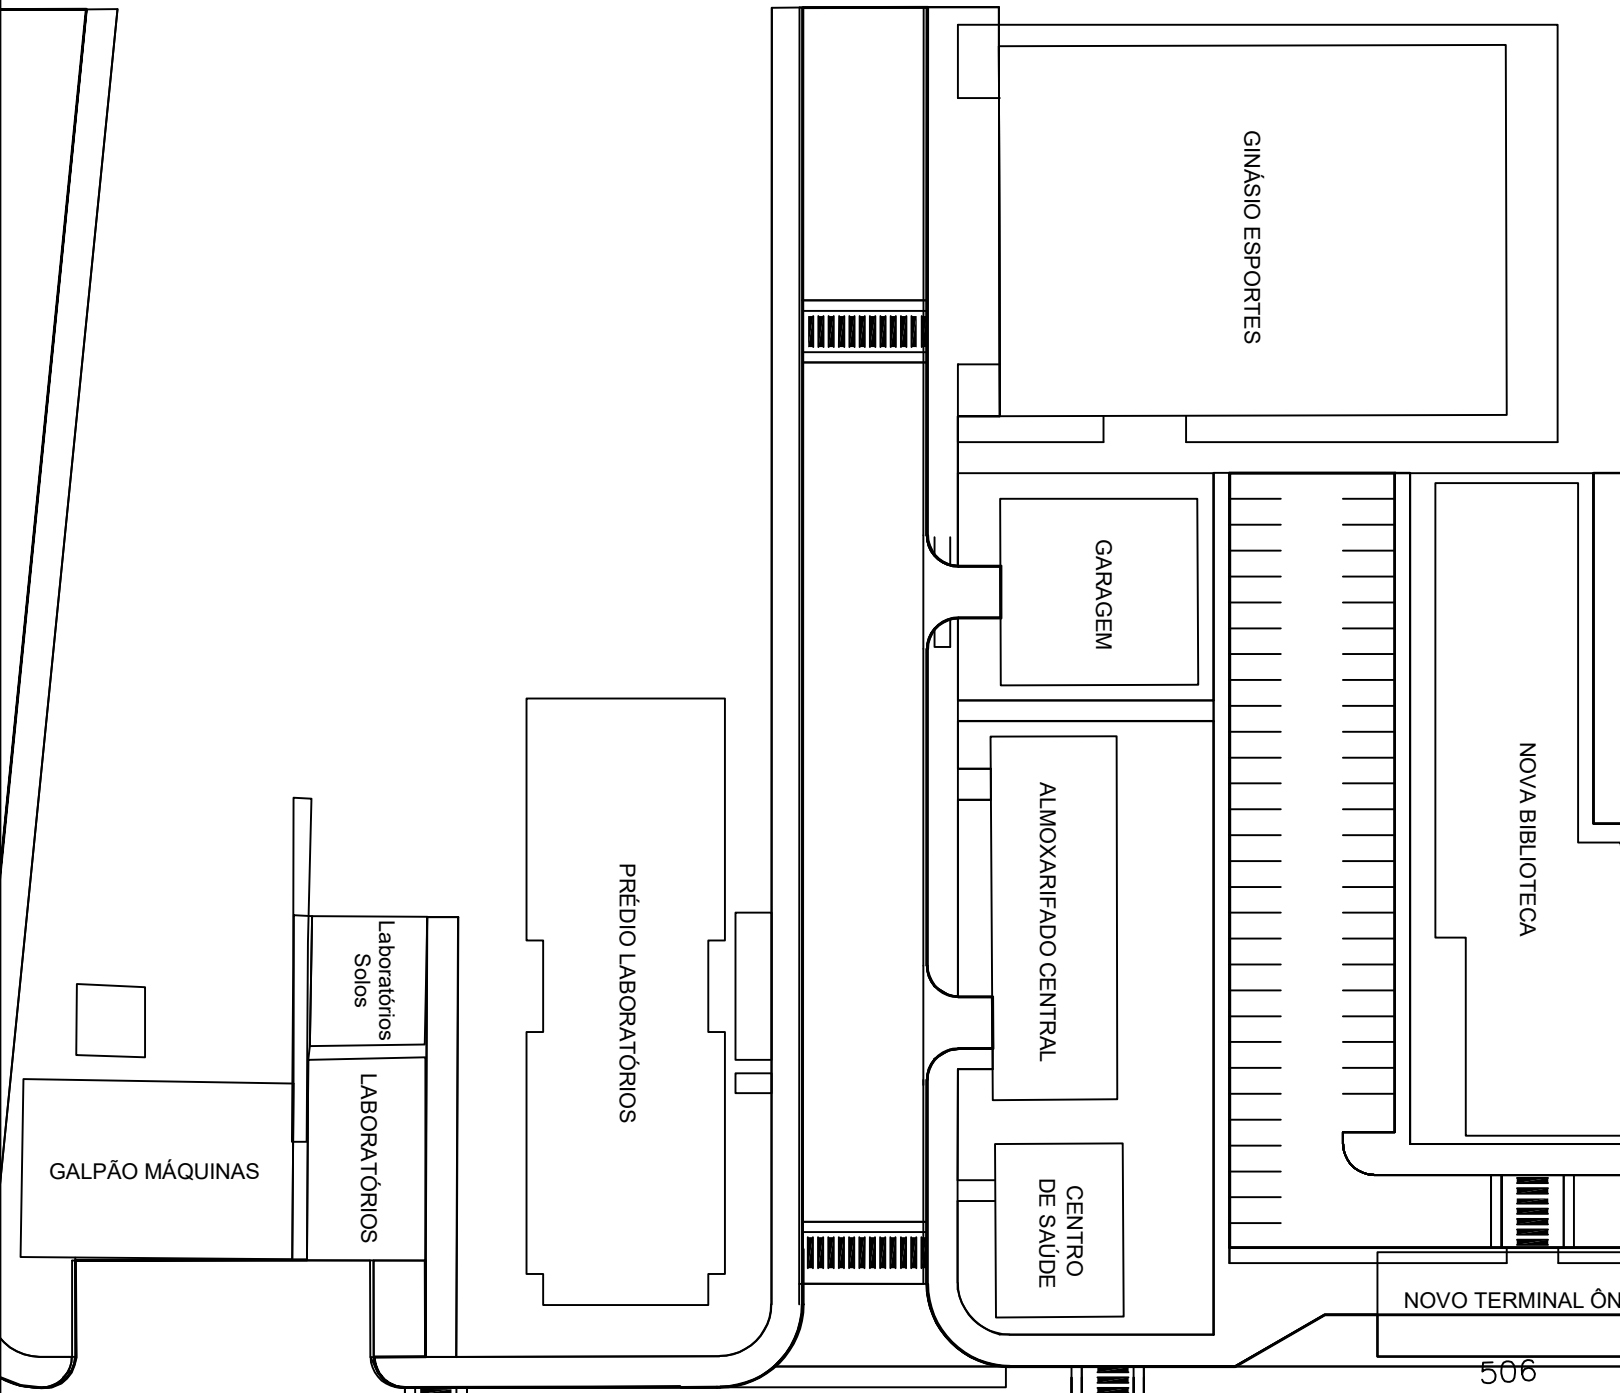 GINÁSIO ESPORTES
GARAGEM
NOVA BIBLIOTECA
ALMOXARIFADO CENTRAL
PRÉDIO LABORATÓRIOS
Laboratórios
Solos
LABORATÓRIOS
GALPÃO MÁQUINAS
CENTRO
DE SAÚDE
NOVO TERMINAL ÔN
506